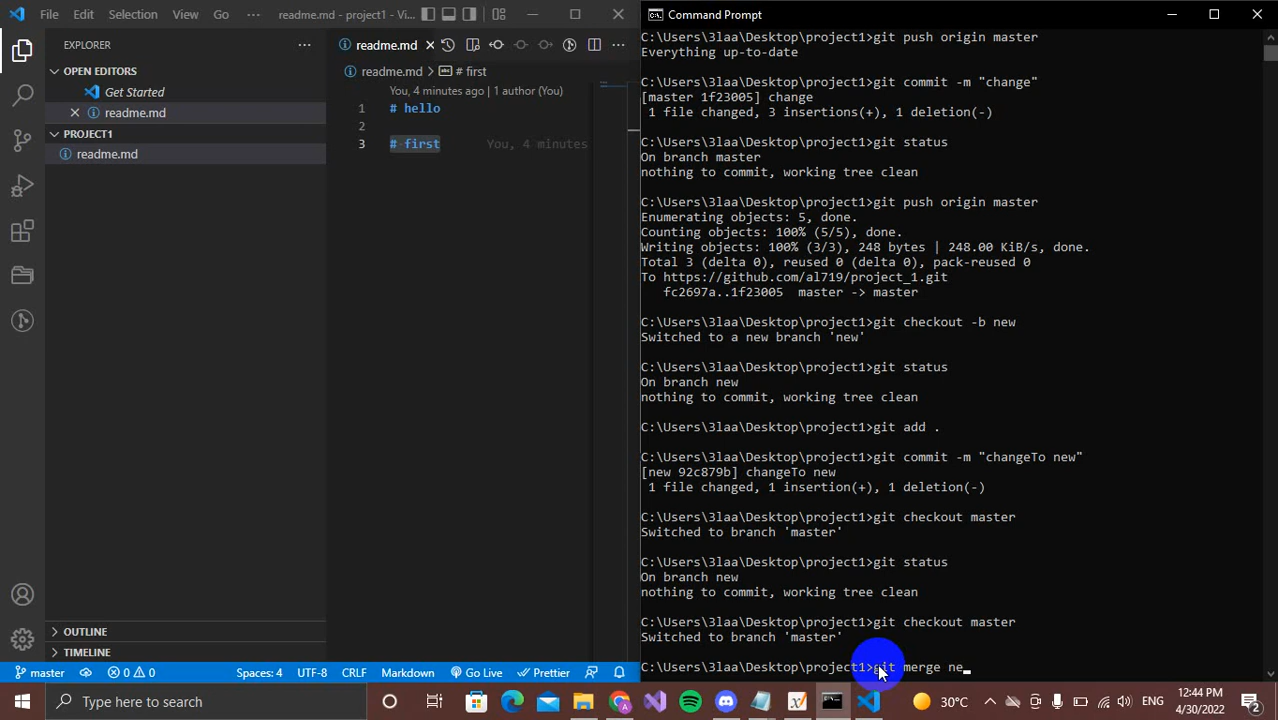 File Edit Selection View Go ··· readme.md - project1 - Vi...
EXPLORER
OPEN EDITORS
Get Started
readme.md
PROJECT1
readme.md
OUTLINE
TIMELINE
readme.md
readme.md > # first
You, 4 minutes ago | 1 author (You)
1 # hello
2
3 # first You, 4 minutes
master 0 0 Spaces: 4 UTF-8 CRLF Markdown Go Live Prettier
Command Prompt
C:\Users\3laa\Desktop\project1>git push origin master
Everything up-to-date
C:\Users\3laa\Desktop\project1>git commit -m "change"
[master 1f23005] change
1 file changed, 3 insertions(+), 1 deletion(-)
C:\Users\3laa\Desktop\project1>git status
On branch master
nothing to commit, working tree clean
C:\Users\3laa\Desktop\project1>git push origin master
Enumerating objects: 5, done.
Counting objects: 100% (5/5), done.
Writing objects: 100% (3/3), 248 bytes | 248.00 KiB/s, done.
Total 3 (delta 0), reused 0 (delta 0), pack-reused 0
To https://github.com/al719/project_1.git
fc2697a..1f23005 master -> master
C:\Users\3laa\Desktop\project1>git checkout -b new
Switched to a new branch 'new'
C:\Users\3laa\Desktop\project1>git status
On branch new
nothing to commit, working tree clean
C:\Users\3laa\Desktop\project1>git add .
C:\Users\3laa\Desktop\project1>git commit -m "changeTo new"
[new 92c879b] changeTo new
1 file changed, 1 insertion(+), 1 deletion(-)
C:\Users\3laa\Desktop\project1>git checkout master
Switched to branch 'master'
C:\Users\3laa\Desktop\project1>git status
On branch new
nothing to commit, working tree clean
C:\Users\3laa\Desktop\project1>git checkout master
Switched to branch 'master'
C:\Users\3laa\Desktop\project1>git merge ne_
Type here to search
30°C
ENG
12:44 PM
4/30/2022
2